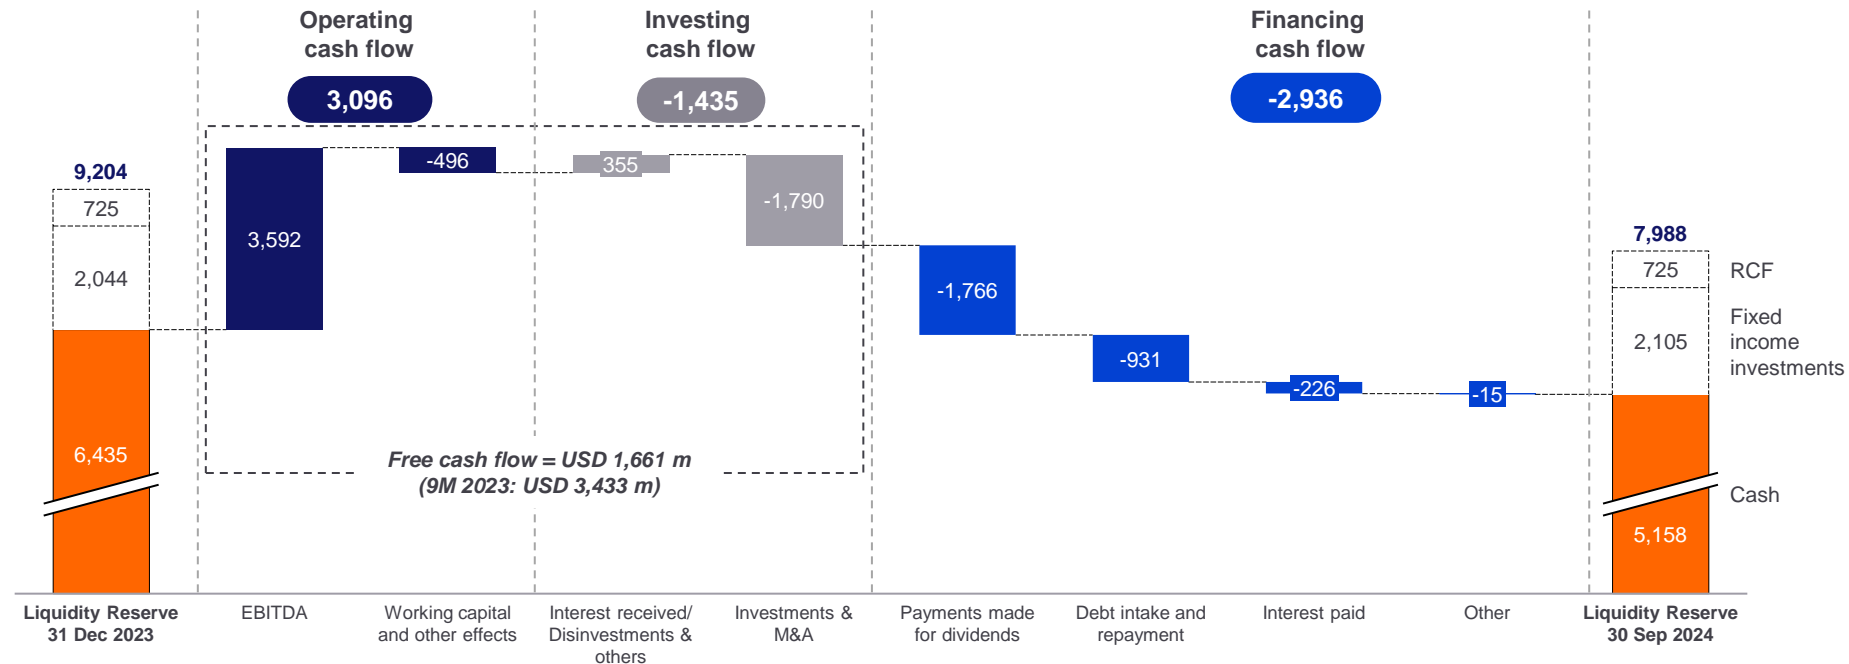 Operating
cash flow
3,096
Investing
cash flow
-1,435
Financing
cash flow
-2,936
9,204
725
2,044
6,435
3,592
-496
355
-1,790
-1,766
-931
-226
-15
7,988
725
2,105
5,158
RCF
Fixed
income
investments
Cash
Free cash flow = USD 1,661 m
(9M 2023: USD 3,433 m)
Liquidity Reserve
31 Dec 2023
EBITDA
Working capital
and other effects
Interest received/
Disinvestments &
others
Investments &
M&A
Payments made
for dividends
Debt intake and
repayment
Interest paid
Other
Liquidity Reserve
30 Sep 2024